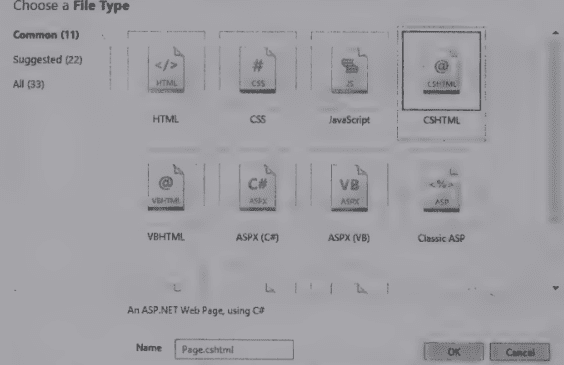 Choose a File Type
Common (11)
Suggested (22)
All (33)
</>
HTML
#
CSS
JS
@
CSHTML
HTML
CSS
JavaScript
CSHTML
@
VBHTML
C#
ASPX
VB
ASPX
<%>
ASP
VBHTML
ASPX (C#)
ASPX (VB)
Classic ASP
An ASP.NET Web Page, using C#
Name
Page.cshtml
OK
Cancel